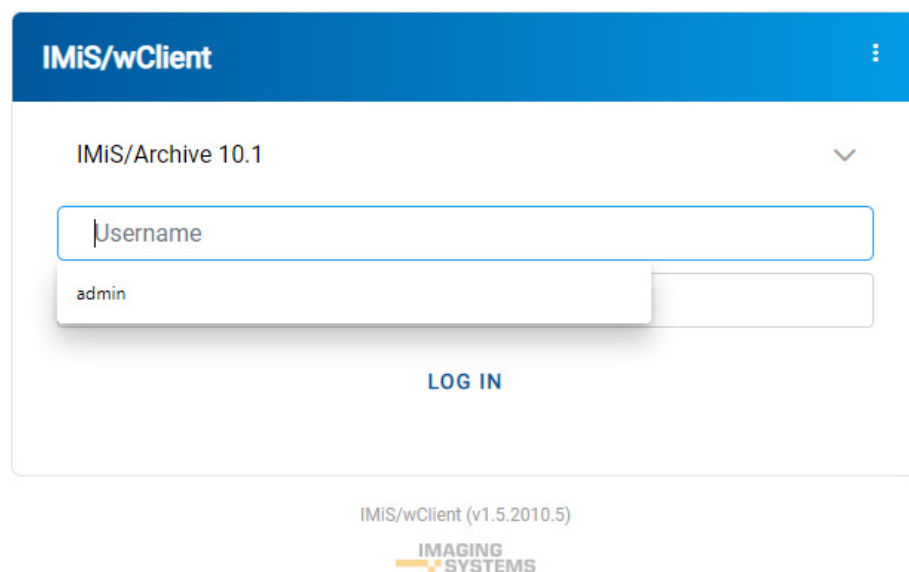 IMiS/wClient
IMiS/Archive 10.1
Username
admin
LOG IN
IMiS/wClient (v1.5.2010.5)
IMAGING
SYSTEMS